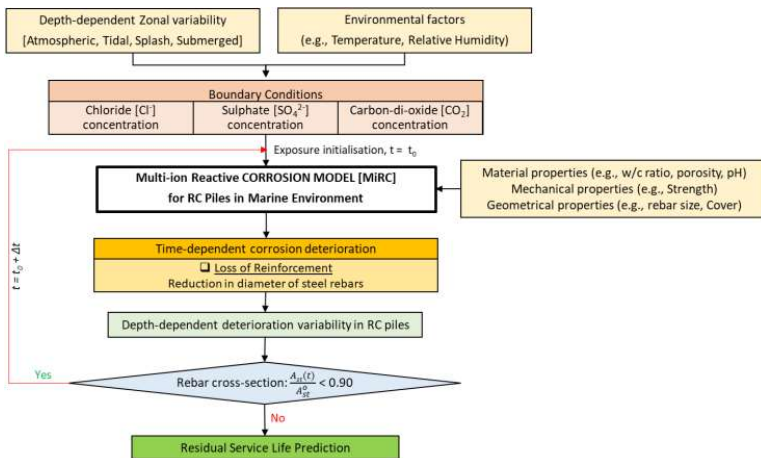 Depth-dependent Zonal variability
[Atmospheric, Tidal, Splash, Submerged]
Environmental factors
(e.g., Temperature, Relative Humidity)
Boundary Conditions
Chloride [Cl⁻]
concentration
Sulphate [SO₄²⁻]
concentration
Carbon-di-oxide [CO₂]
concentration
Exposure initialisation, t = t₀
Multi-ion Reactive CORROSION MODEL [MiRC]
for RC Piles in Marine Environment
Material properties (e.g., w/c ratio, porosity, pH)
Mechanical properties (e.g., Strength)
Geometrical properties (e.g., rebar size, Cover)
t = t₀ + Δt
Time-dependent corrosion deterioration
❑ Loss of Reinforcement
Reduction in diameter of steel rebars
Depth-dependent deterioration variability in RC piles
Yes
Rebar cross-section: Aₛₜ(t)/A⁰ₛₜ < 0.90
No
Residual Service Life Prediction